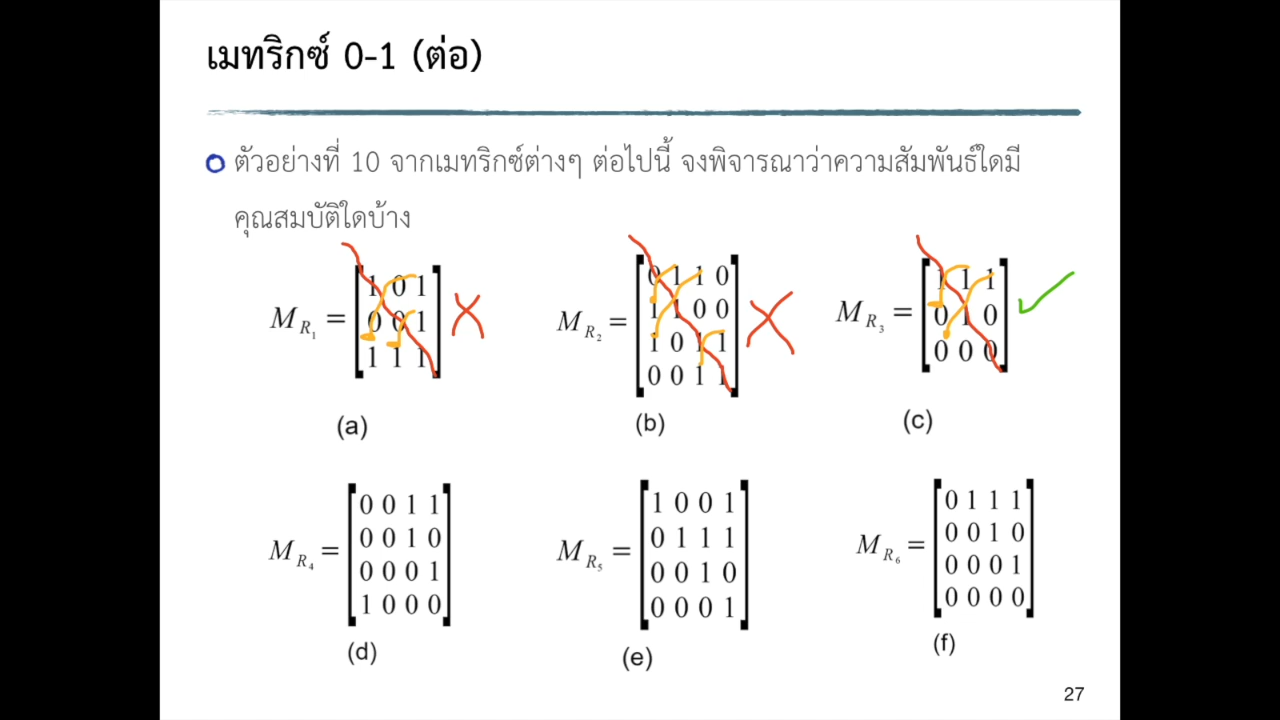 เมทริกซ์ 0-1 (ต่อ)
ตัวอย่างที่ 10 จากเมทริกซ์ต่างๆ ต่อไปนี้ จงพิจารณาว่าความสัมพันธ์ใดมี
คุณสมบัติใดบ้าง
M R₁ =
1 0 1
0 0 1
1 1 1
(a)
M R₂ =
0 1 1 0
1 1 0 0
1 0 1 1
0 0 1 1
(b)
M R₃ =
1 1 1
0 1 0
0 0 0
(c)
M R₄ =
0 0 1 1
0 0 1 0
0 0 0 1
1 0 0 0
(d)
M R₅ =
1 0 0 1
0 1 1 1
0 0 1 0
0 0 0 1
(e)
M R₆ =
0 1 1 1
0 0 1 0
0 0 0 1
0 0 0 0
(f)
27